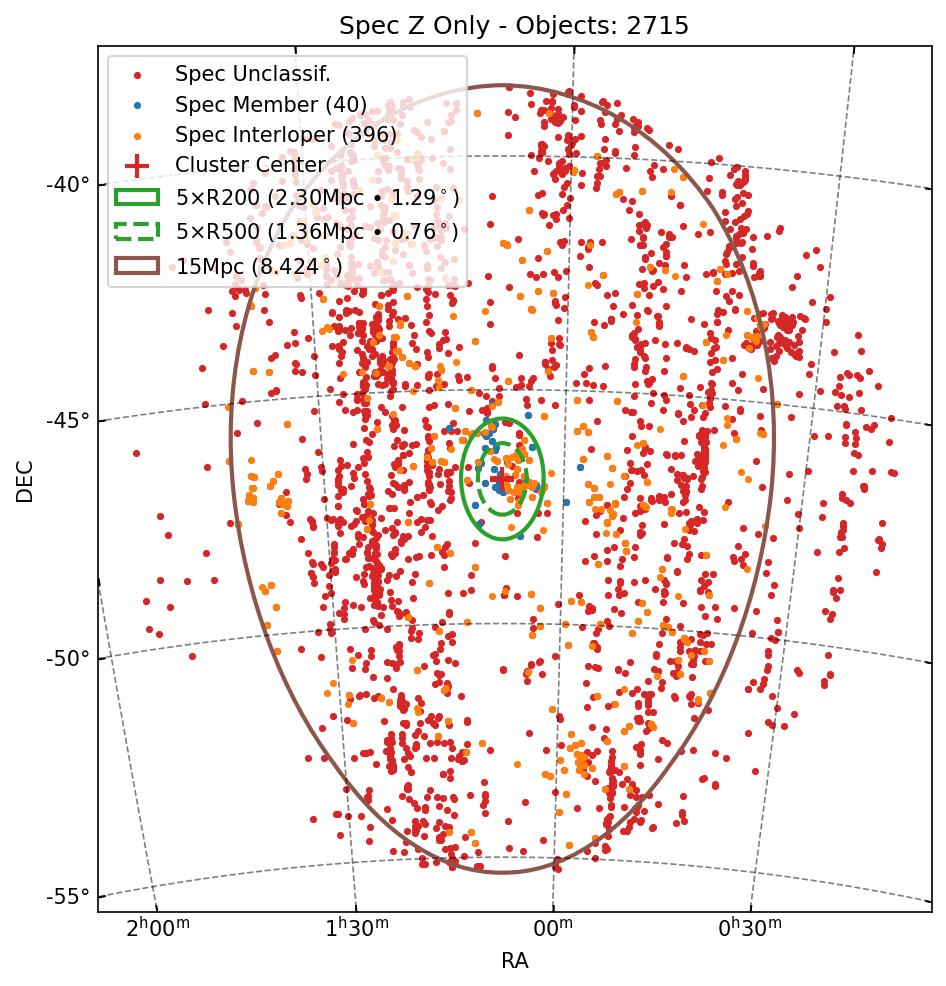 Spec Z Only - Objects: 2715
Spec Unclassif.
Spec Member (40)
Spec Interloper (396)
Cluster Center
5×R200 (2.30Mpc • 1.29°)
5×R500 (1.36Mpc • 0.76°)
15Mpc (8.424°)
-40°
-45°
DEC
-50°
-55°
2ʰ00ᵐ 1ʰ30ᵐ 00ᵐ 0ʰ30ᵐ
RA